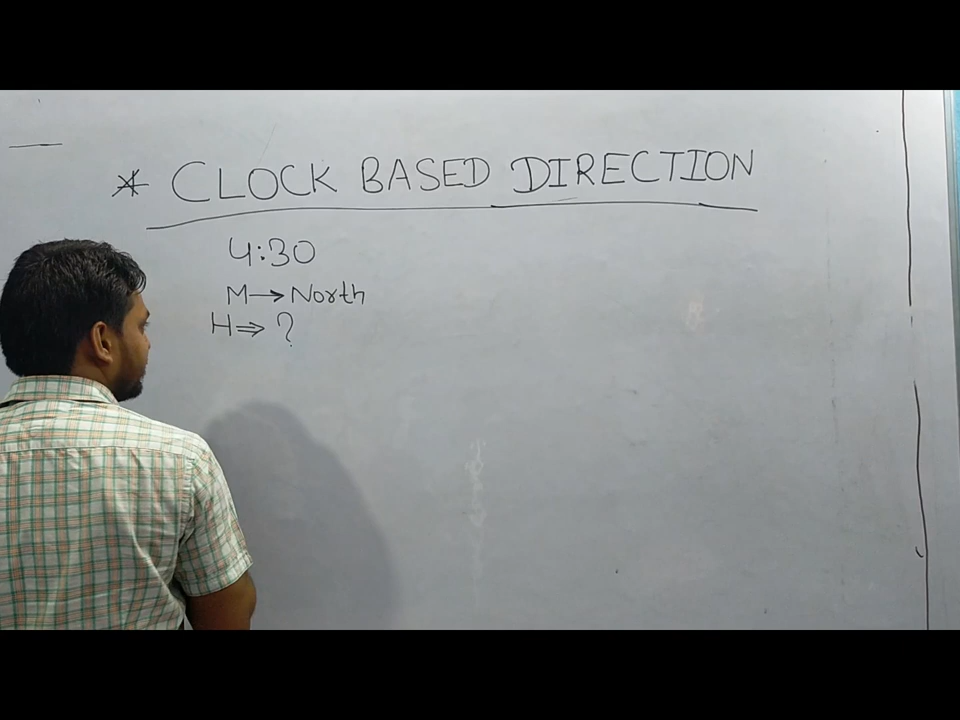 * CLOCK BASED DIRECTION
4:30
M→North
H⇒ ?